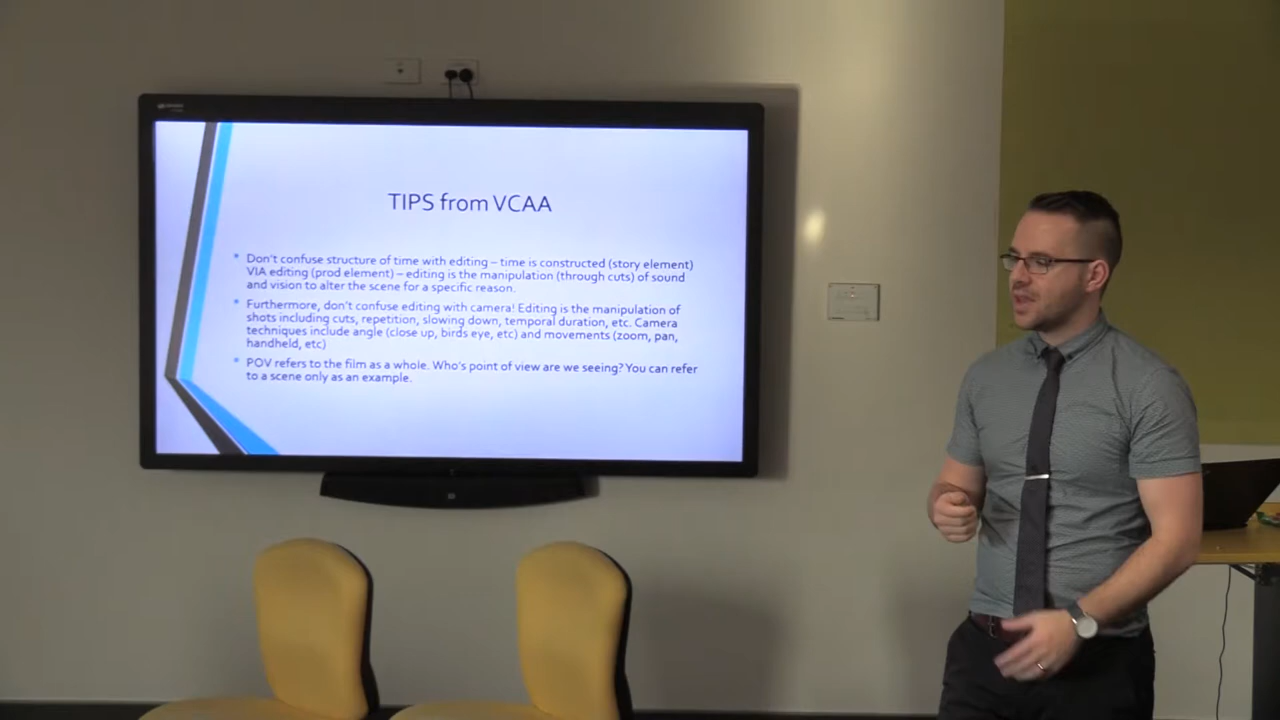 TIPS from VCAA
Don't confuse structure of time with editing – time is constructed (story element)
VIA editing (prod element) – editing is the manipulation (through cuts) of sound
and vision to alter the scene for a specific reason.
Furthermore, don't confuse editing with camera! Editing is the manipulation of
shots including cuts, repetition, slowing down, temporal duration, etc. Camera
techniques include angle (close up, birds eye, etc) and movements (zoom, pan,
handheld, etc)
POV refers to the film as a whole. Who's point of view are we seeing? You can refer
to a scene only as an example.